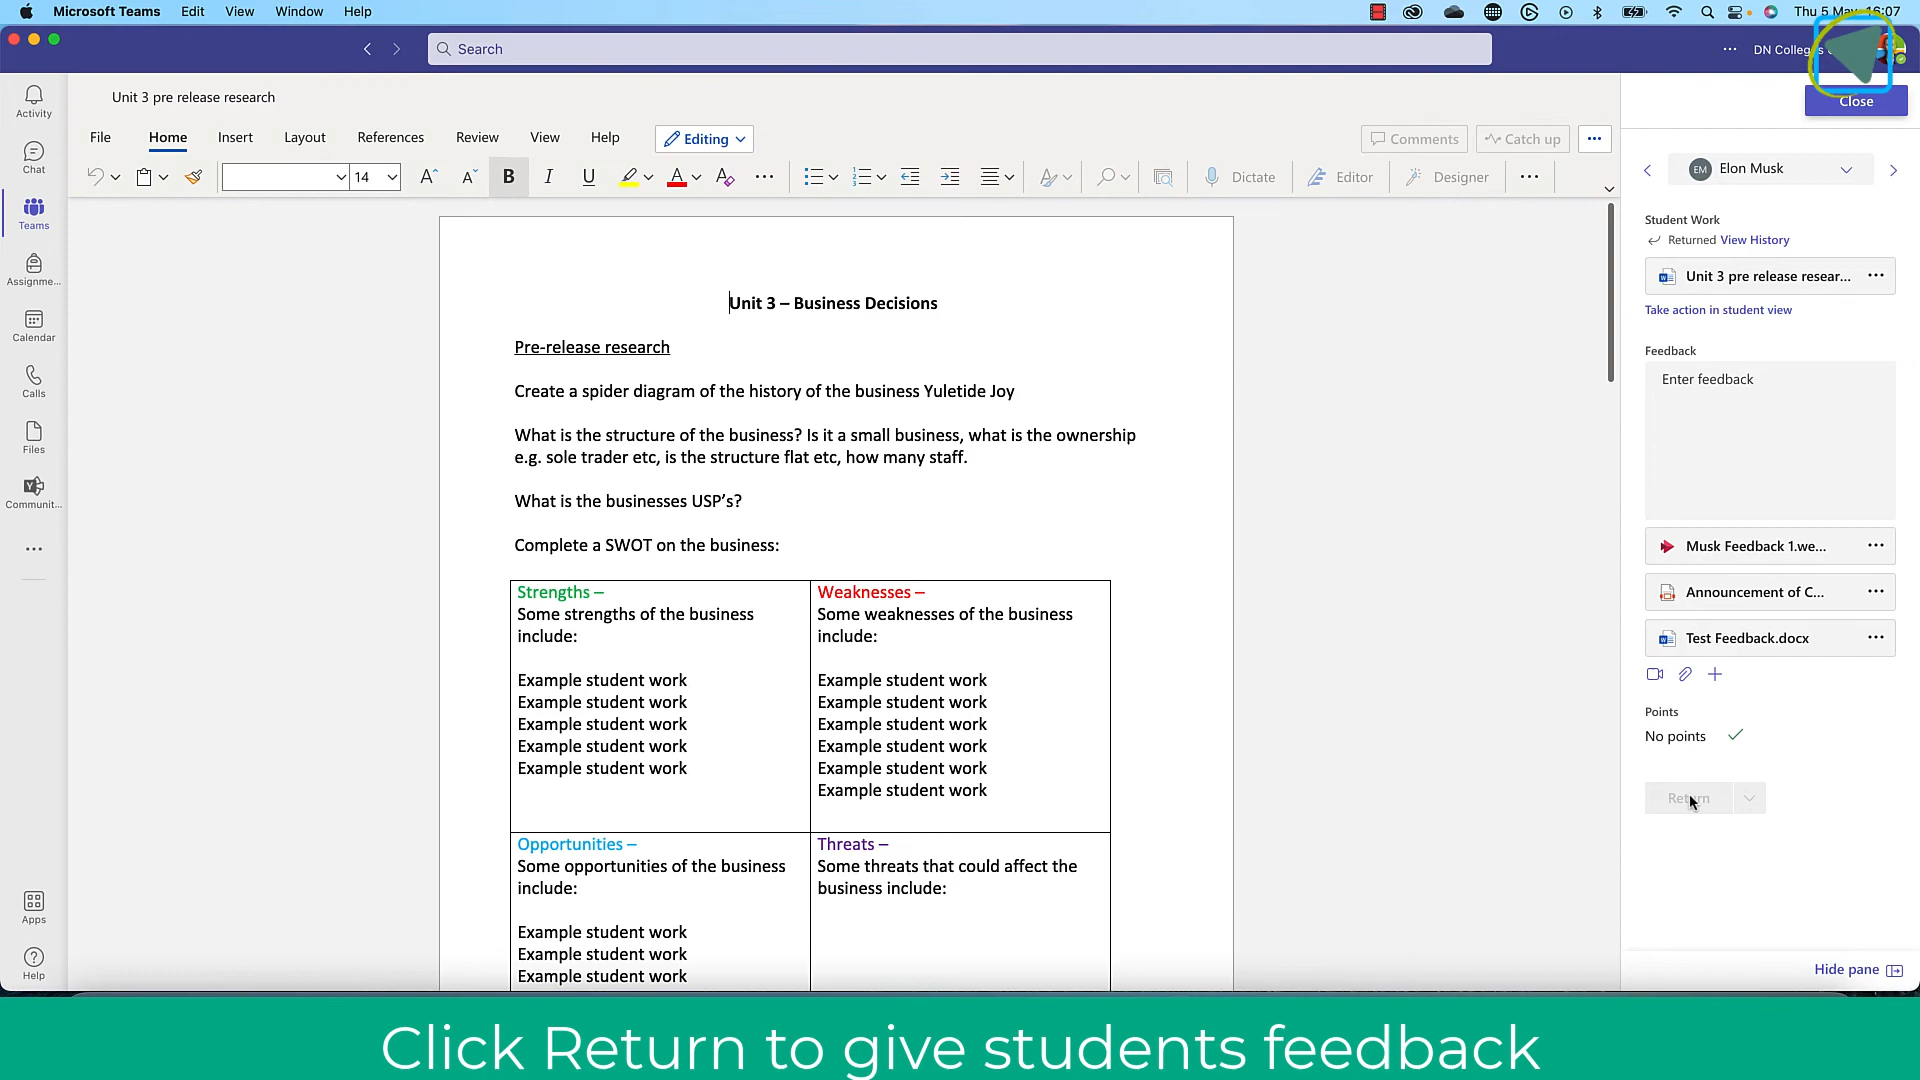 Microsoft Teams Edit View Window Help
Thu 5 May 16:07
Search
DN Colleges
Close
Activity
Chat
Teams
Assignme...
Calendar
Calls
Files
Communit...
Apps
Help
Unit 3 pre release research
File Home Insert Layout References Review View Help Editing
Comments Catch up
14
Dictate Editor Designer
Unit 3 – Business Decisions
Pre-release research
Create a spider diagram of the history of the business Yuletide Joy
What is the structure of the business? Is it a small business, what is the ownership
e.g. sole trader etc, is the structure flat etc, how many staff.
What is the businesses USP’s?
Complete a SWOT on the business:
Strengths –
Some strengths of the business
include:
Example student work
Example student work
Example student work
Example student work
Example student work
Weaknesses –
Some weaknesses of the business
include:
Example student work
Example student work
Example student work
Example student work
Example student work
Example student work
Opportunities –
Some opportunities of the business
include:
Example student work
Example student work
Example student work
Threats –
Some threats that could affect the
business include:
EM Elon Musk
Student Work
Returned View History
Unit 3 pre release resear...
Take action in student view
Feedback
Enter feedback
Musk Feedback 1.we...
Announcement of C...
Test Feedback.docx
Points
No points
Return
Hide pane
Click Return to give students feedback